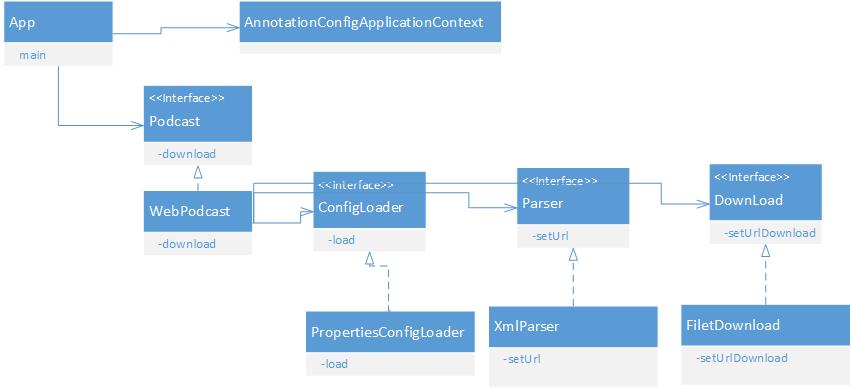 App
main
AnnotationConfigApplicationContext
<<Interface>>
Podcast
-download
WebPodcast
-download
<<Interface>>
ConfigLoader
-load
<<Interface>>
Parser
-setUrl
<<Interface>>
DownLoad
-setUrlDownload
PropertiesConfigLoader
-load
XmlParser
-setUrl
FiletDownload
-setUrlDownload